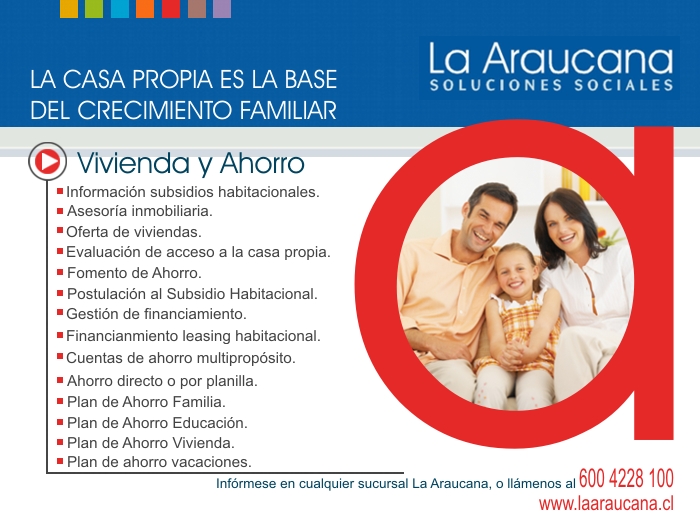 La Araucana
SOLUCIONES SOCIALES
LA CASA PROPIA ES LA BASE
DEL CRECIMIENTO FAMILIAR
Vivienda y Ahorro
Información subsidios habitacionales.
Asesoría inmobiliaria.
Oferta de viviendas.
Evaluación de acceso a la casa propia.
Fomento de Ahorro.
Postulación al Subsidio Habitacional.
Gestión de financiamiento.
Financianmiento leasing habitacional.
Cuentas de ahorro multipropósito.
Ahorro directo o por planilla.
Plan de Ahorro Familia.
Plan de Ahorro Educación.
Plan de Ahorro Vivienda.
Plan de ahorro vacaciones.
Infórmese en cualquier sucursal La Araucana, o llámenos al 600 4228 100
www.laaraucana.cl